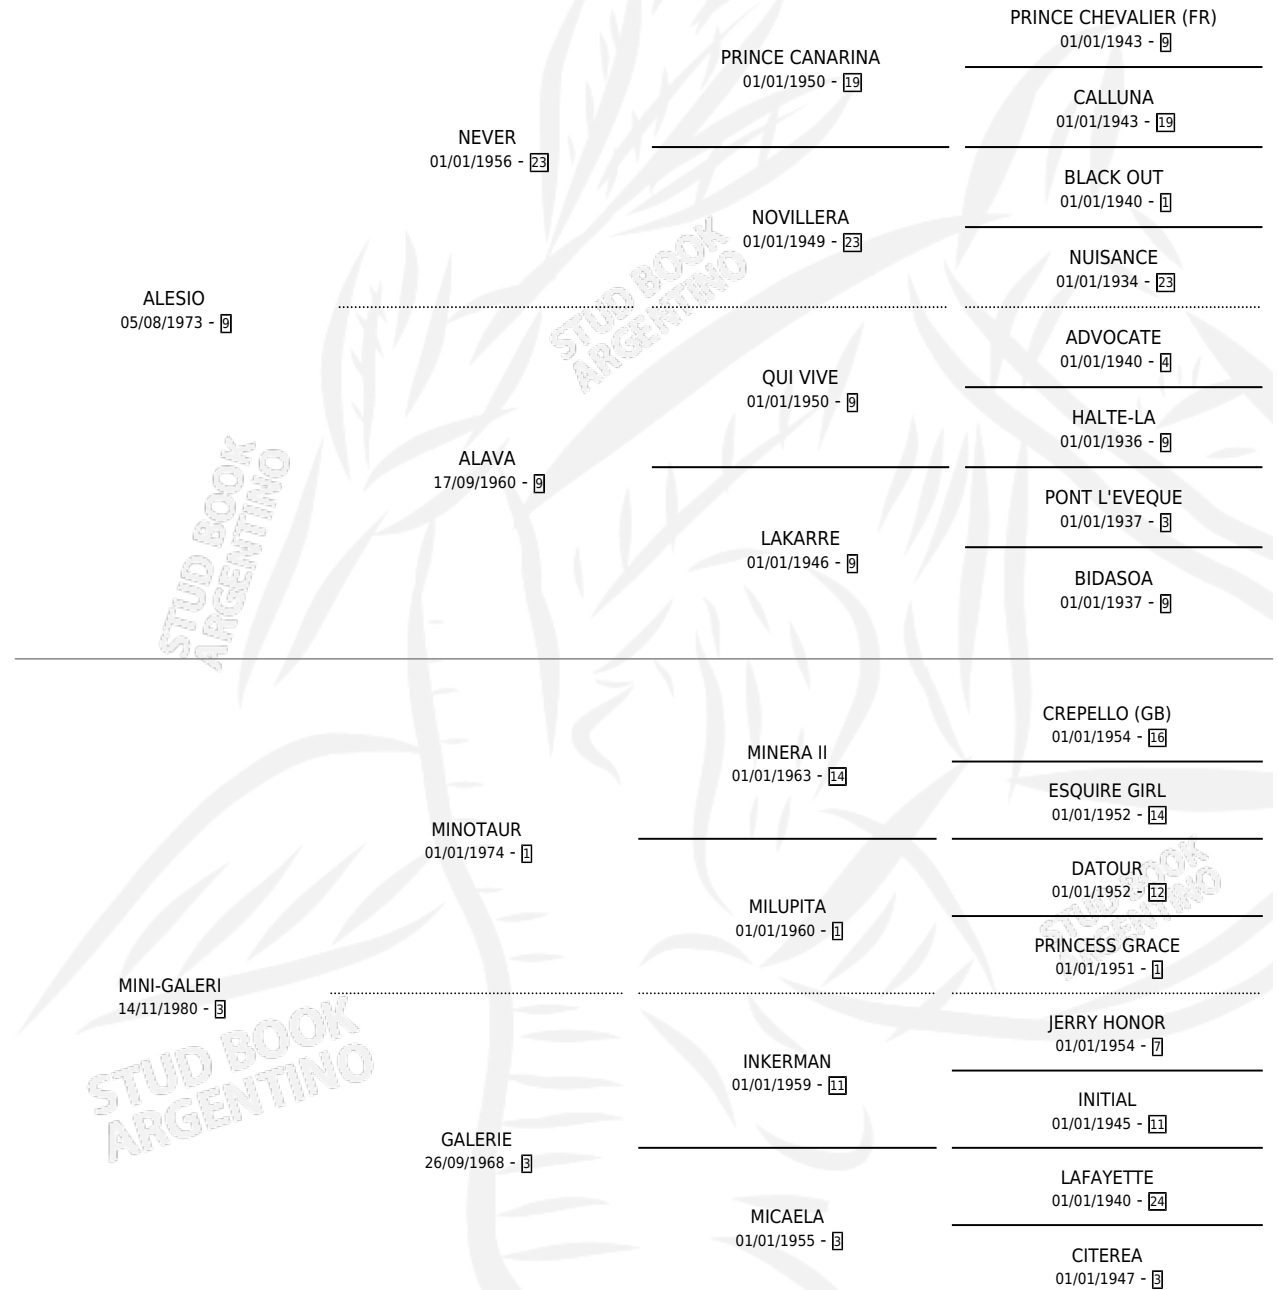 PRINCE CHEVALIER (FR)
01/01/1943 - 9
PRINCE CANARINA
01/01/1950 - 19
CALLUNA
01/01/1943 - 19
NEVER
01/01/1956 - 23
BLACK OUT
01/01/1940 - 1
NOVILLERA
01/01/1949 - 23
NUISANCE
01/01/1934 - 23
ALESIO
05/08/1973 - 9
ADVOCATE
01/01/1940 - 4
QUI VIVE
01/01/1950 - 9
HALTE-LA
01/01/1936 - 9
ALAVA
17/09/1960 - 9
PONT L'EVEQUE
01/01/1937 - 3
LAKARRE
01/01/1946 - 9
BIDASOA
01/01/1937 - 9
STUD BOOK
ARGENTINO
STUD BOOK
ARGENTINO
CREPELLO (GB)
01/01/1954 - 16
MINERA II
01/01/1963 - 14
ESQUIRE GIRL
01/01/1952 - 14
MINOTAUR
01/01/1974 - 1
DATOUR
01/01/1952 - 12
MILUPITA
01/01/1960 - 1
PRINCESS GRACE
01/01/1951 - 1
MINI-GALERI
14/11/1980 - 3
JERRY HONOR
01/01/1954 - 7
INKERMAN
01/01/1959 - 11
INITIAL
01/01/1945 - 11
GALERIE
26/09/1968 - 3
LAFAYETTE
01/01/1940 - 24
MICAELA
01/01/1955 - 3
CITEREA
01/01/1947 - 3
STUD BOOK
ARGENTINO
STUD BOOK
ARGENTINO